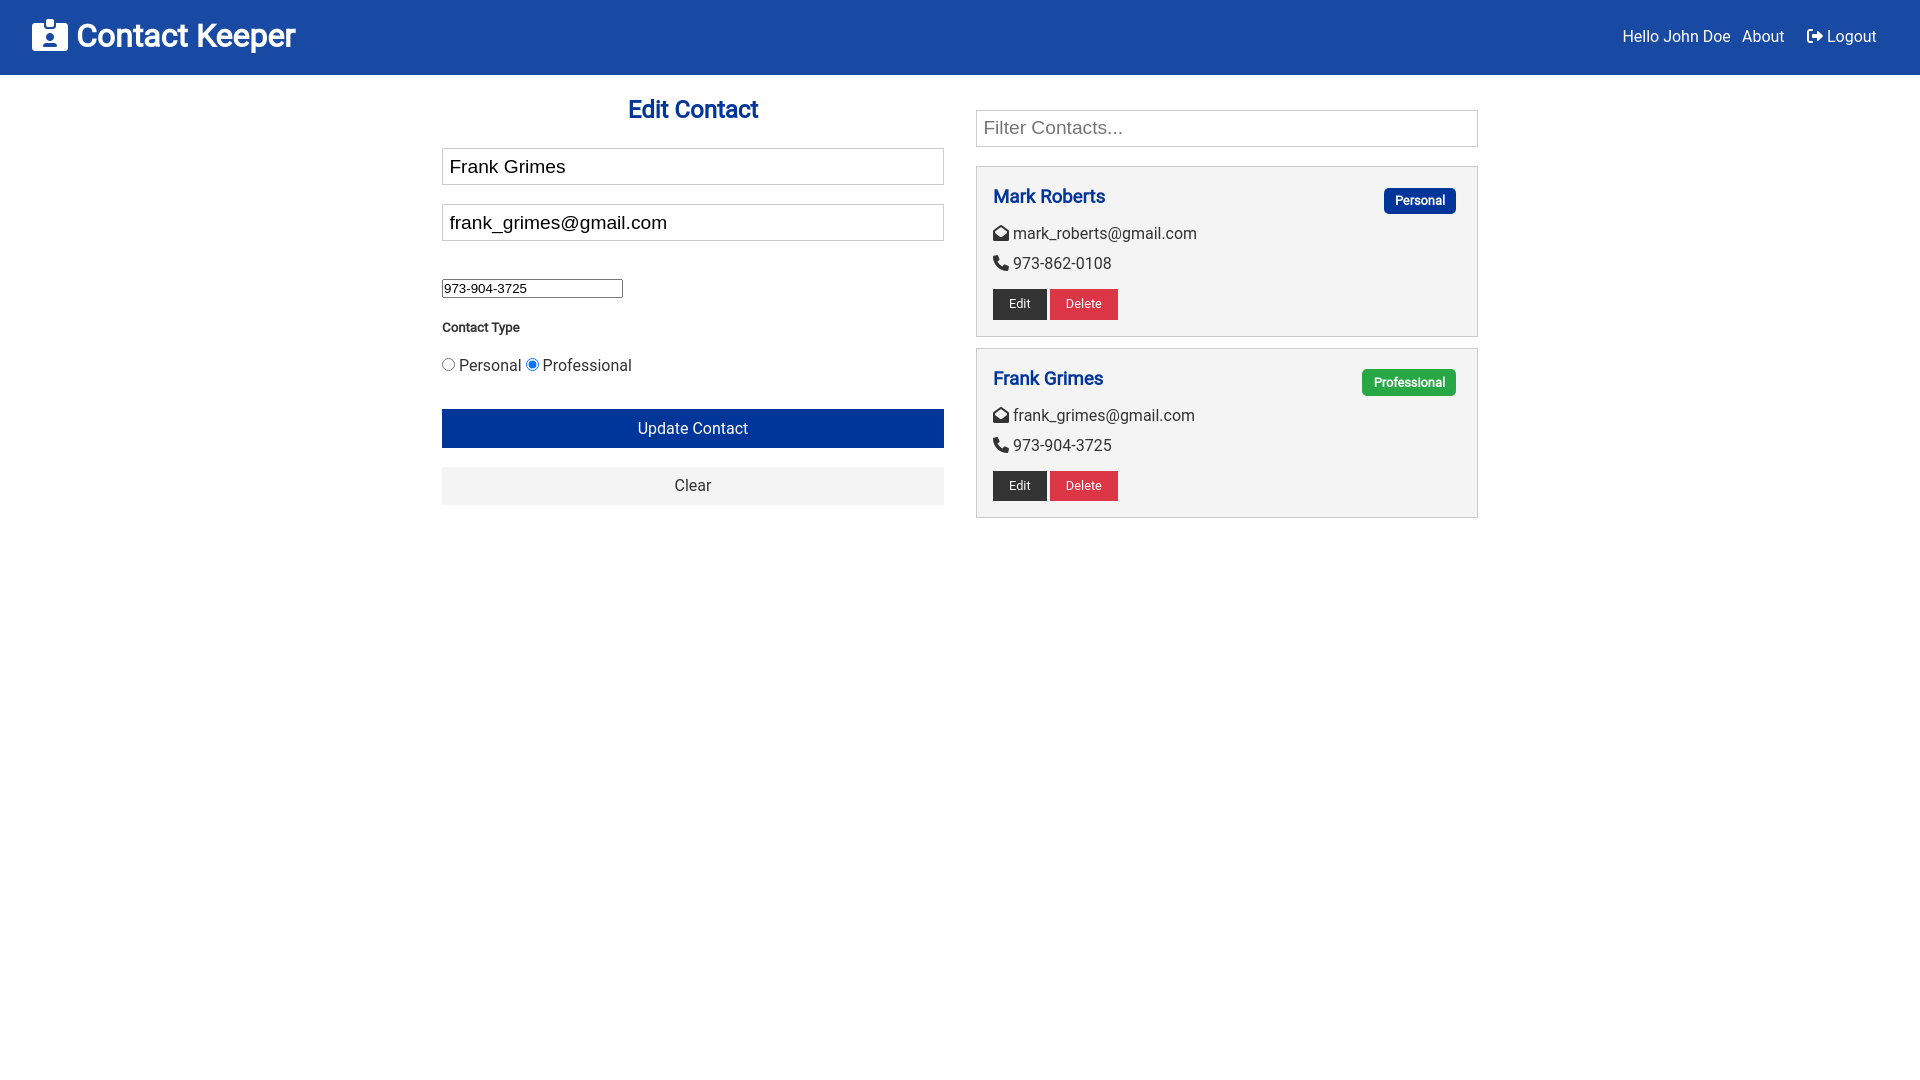 Contact Keeper
Hello John Doe About Logout
Edit Contact
Frank Grimes
frank_grimes@gmail.com
973-904-3725
Contact Type
Personal Professional
Update Contact
Clear
Filter Contacts...
Mark Roberts
Personal
mark_roberts@gmail.com
973-862-0108
Edit Delete
Frank Grimes
Professional
frank_grimes@gmail.com
973-904-3725
Edit Delete